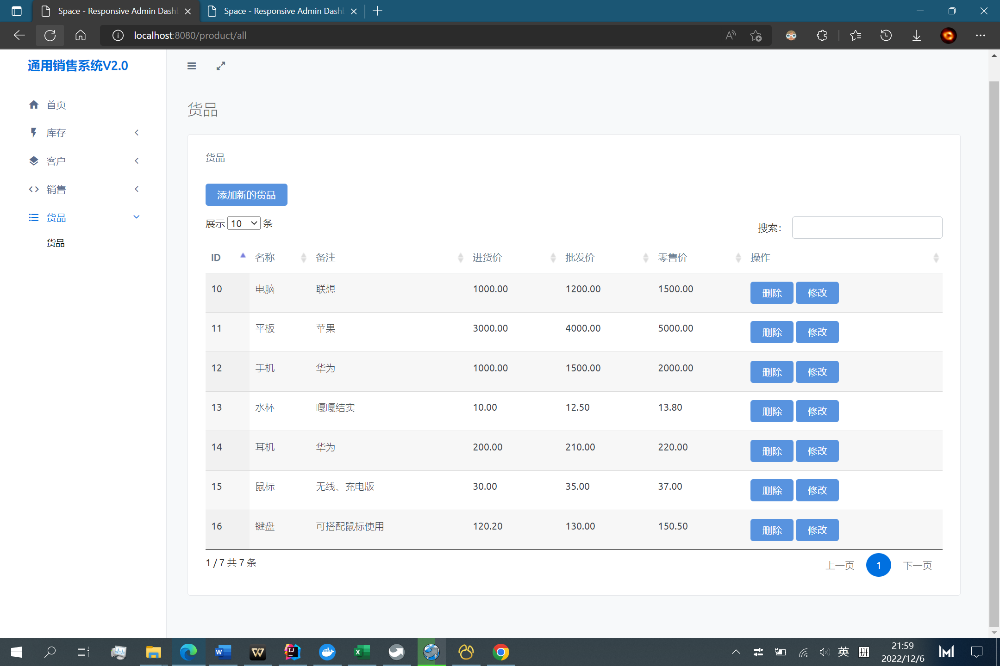 Space - Responsive Admin Dash
Space - Responsive Admin Dash
localhost:8080/product/all
通用销售系统V2.0
首页
库存
客户
销售
货品
货品
货品
货品
添加新的货品
展示 10 条
搜索：
ID 名称 备注 进货价 批发价 零售价 操作
10 电脑 联想 1000.00 1200.00 1500.00 删除 修改
11 平板 苹果 3000.00 4000.00 5000.00 删除 修改
12 手机 华为 1000.00 1500.00 2000.00 删除 修改
13 水杯 嘎嘎结实 10.00 12.50 13.80 删除 修改
14 耳机 华为 200.00 210.00 220.00 删除 修改
15 鼠标 无线、充电版 30.00 35.00 37.00 删除 修改
16 键盘 可搭配鼠标使用 120.20 130.00 150.50 删除 修改
1 / 7 共 7 条
上一页 1 下一页
英 拼
21:59
2022/12/6